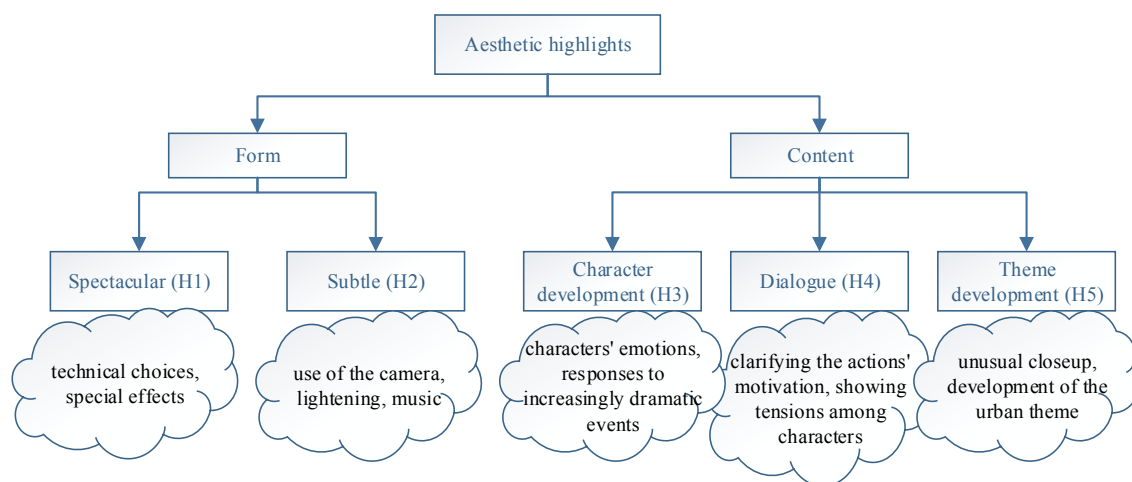 Aesthetic highlights
Form
Content
Spectacular (H1)
Subtle (H2)
Character
development (H3)
Dialogue (H4)
Theme
development (H5)
technical choices,
special effects
use of the camera,
lightening, music
characters' emotions,
responses to
increasingly dramatic
events
clarifying the actions'
motivation, showing
tensions among
characters
unusual closeup,
development of the
urban theme